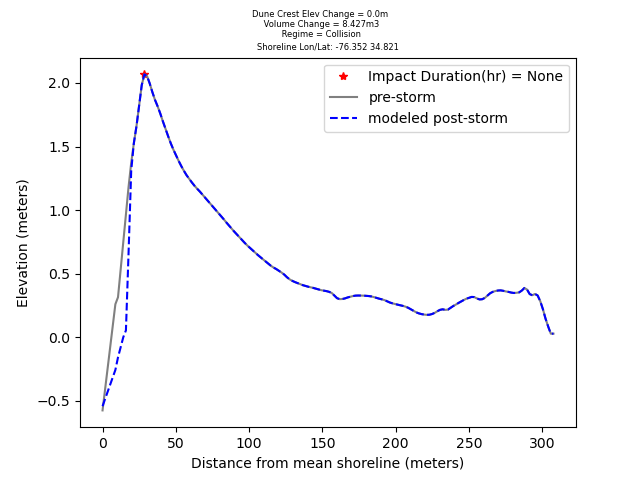 Dune Crest Elev Change = 0.0m
Volume Change = 8.427m3
Regime = Collision
Shoreline Lon/Lat: -76.352 34.821
Impact Duration(hr) = None
pre-storm
modeled post-storm
Elevation (meters)
2.0
1.5
1.0
0.5
0.0
−0.5
0 50 100 150 200 250 300
Distance from mean shoreline (meters)